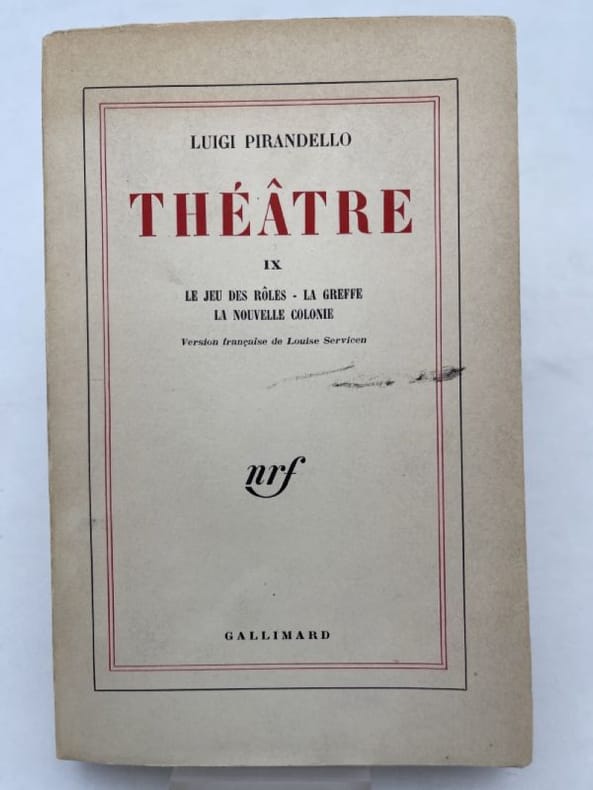 LUIGI PIRANDELLO
THÉÂTRE
IX
LE JEU DES RÔLES - LA GREFFE
LA NOUVELLE COLONIE
Version française de Louise Servicen
nrf
GALLIMARD